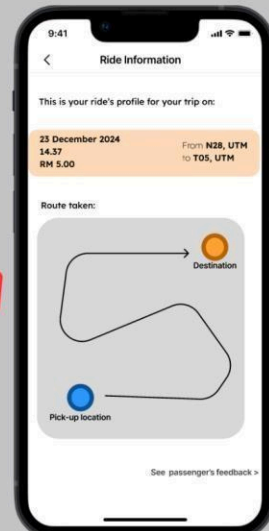 9:41
Ride Information
This is your ride's profile for your trip on:
23 December 2024
14.37
RM 5.00
From N28, UTM
to T05, UTM
Route taken:
Destination
Pick-up location
See passenger's feedback >